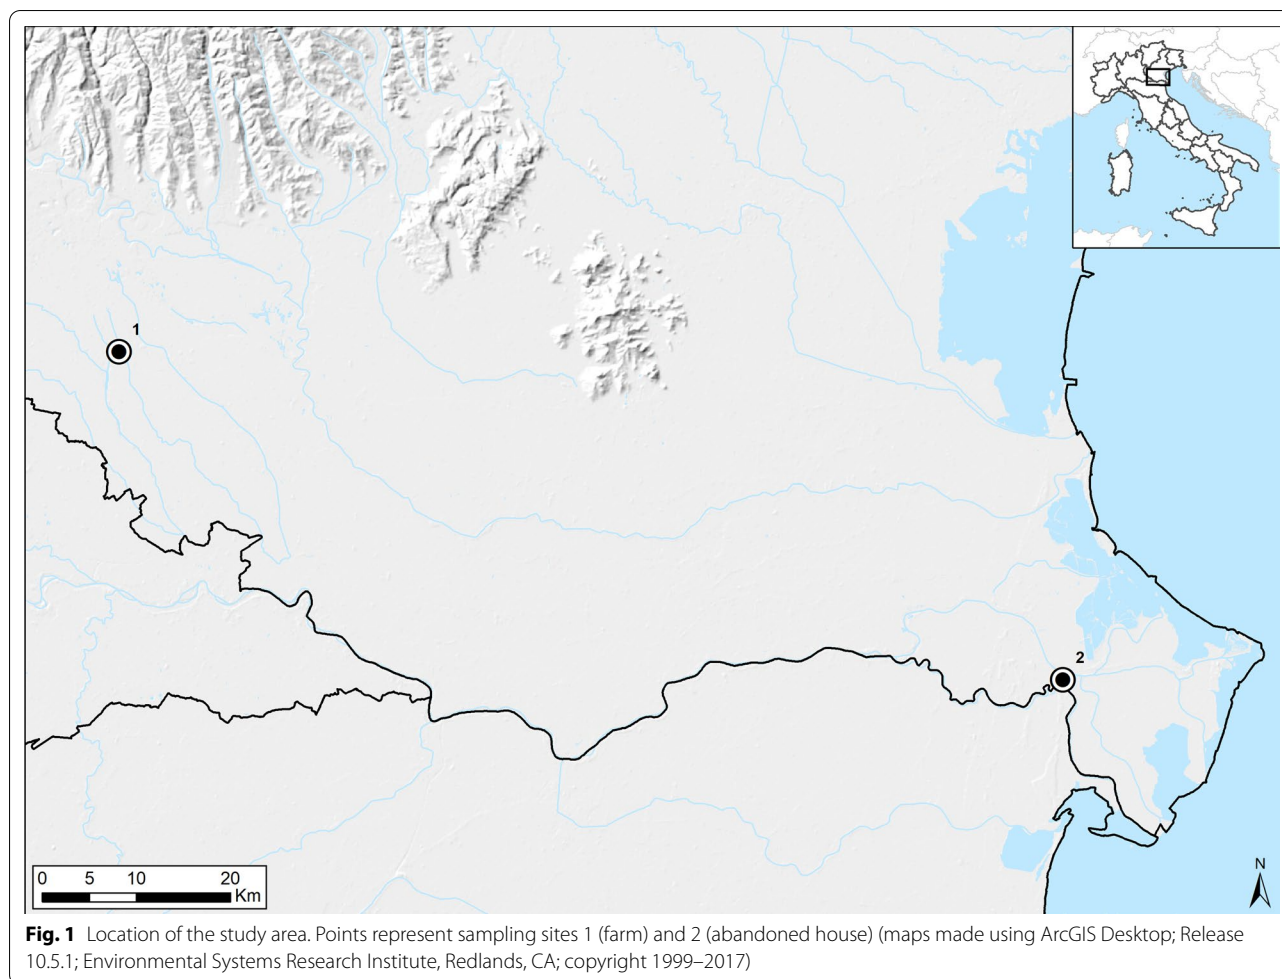 1
2
0 5 10 20
Km
N
Fig. 1 Location of the study area. Points represent sampling sites 1 (farm) and 2 (abandoned house) (maps made using ArcGIS Desktop; Release
10.5.1; Environmental Systems Research Institute, Redlands, CA; copyright 1999–2017)